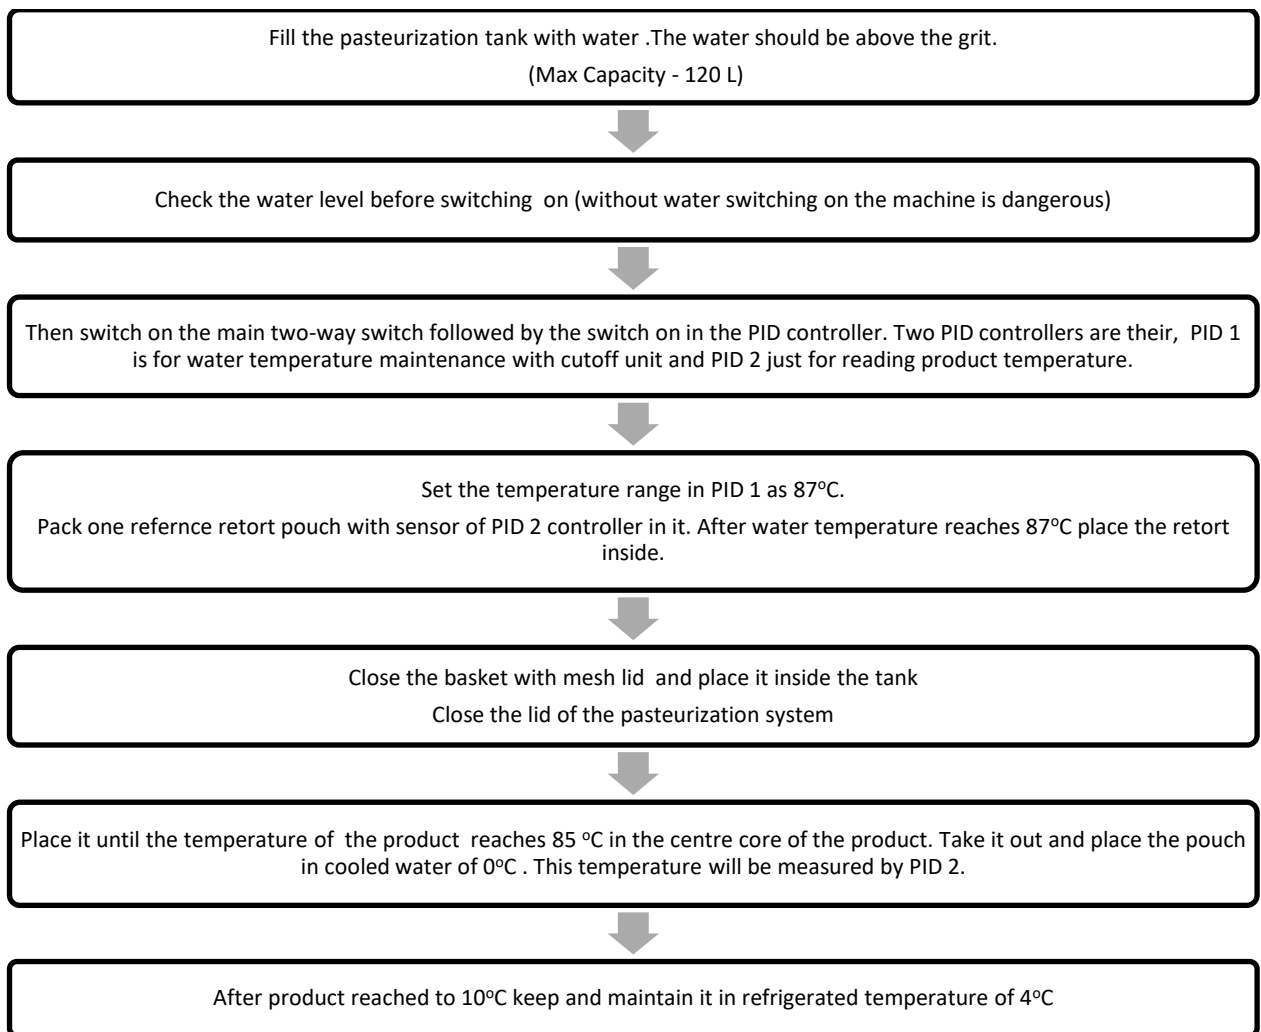 Fill the pasteurization tank with water .The water should be above the grit.
(Max Capacity - 120 L)
Check the water level before switching  on (without water switching on the machine is dangerous)
Then switch on the main two-way switch followed by the switch on in the PID controller. Two PID controllers are their,  PID 1
is for water temperature maintenance with cutoff unit and PID 2 just for reading product temperature.
Set the temperature range in PID 1 as 87°C.
Pack one refernce retort pouch with sensor of PID 2 controller in it. After water temperature reaches 87°C place the retort
inside.
Close the basket with mesh lid  and place it inside the tank
Close the lid of the pasteurization system
Place it until the temperature of  the product  reaches 85 °C in the centre core of the product. Take it out and place the pouch
in cooled water of 0°C . This temperature will be measured by PID 2.
After product reached to 10°C keep and maintain it in refrigerated temperature of 4°C